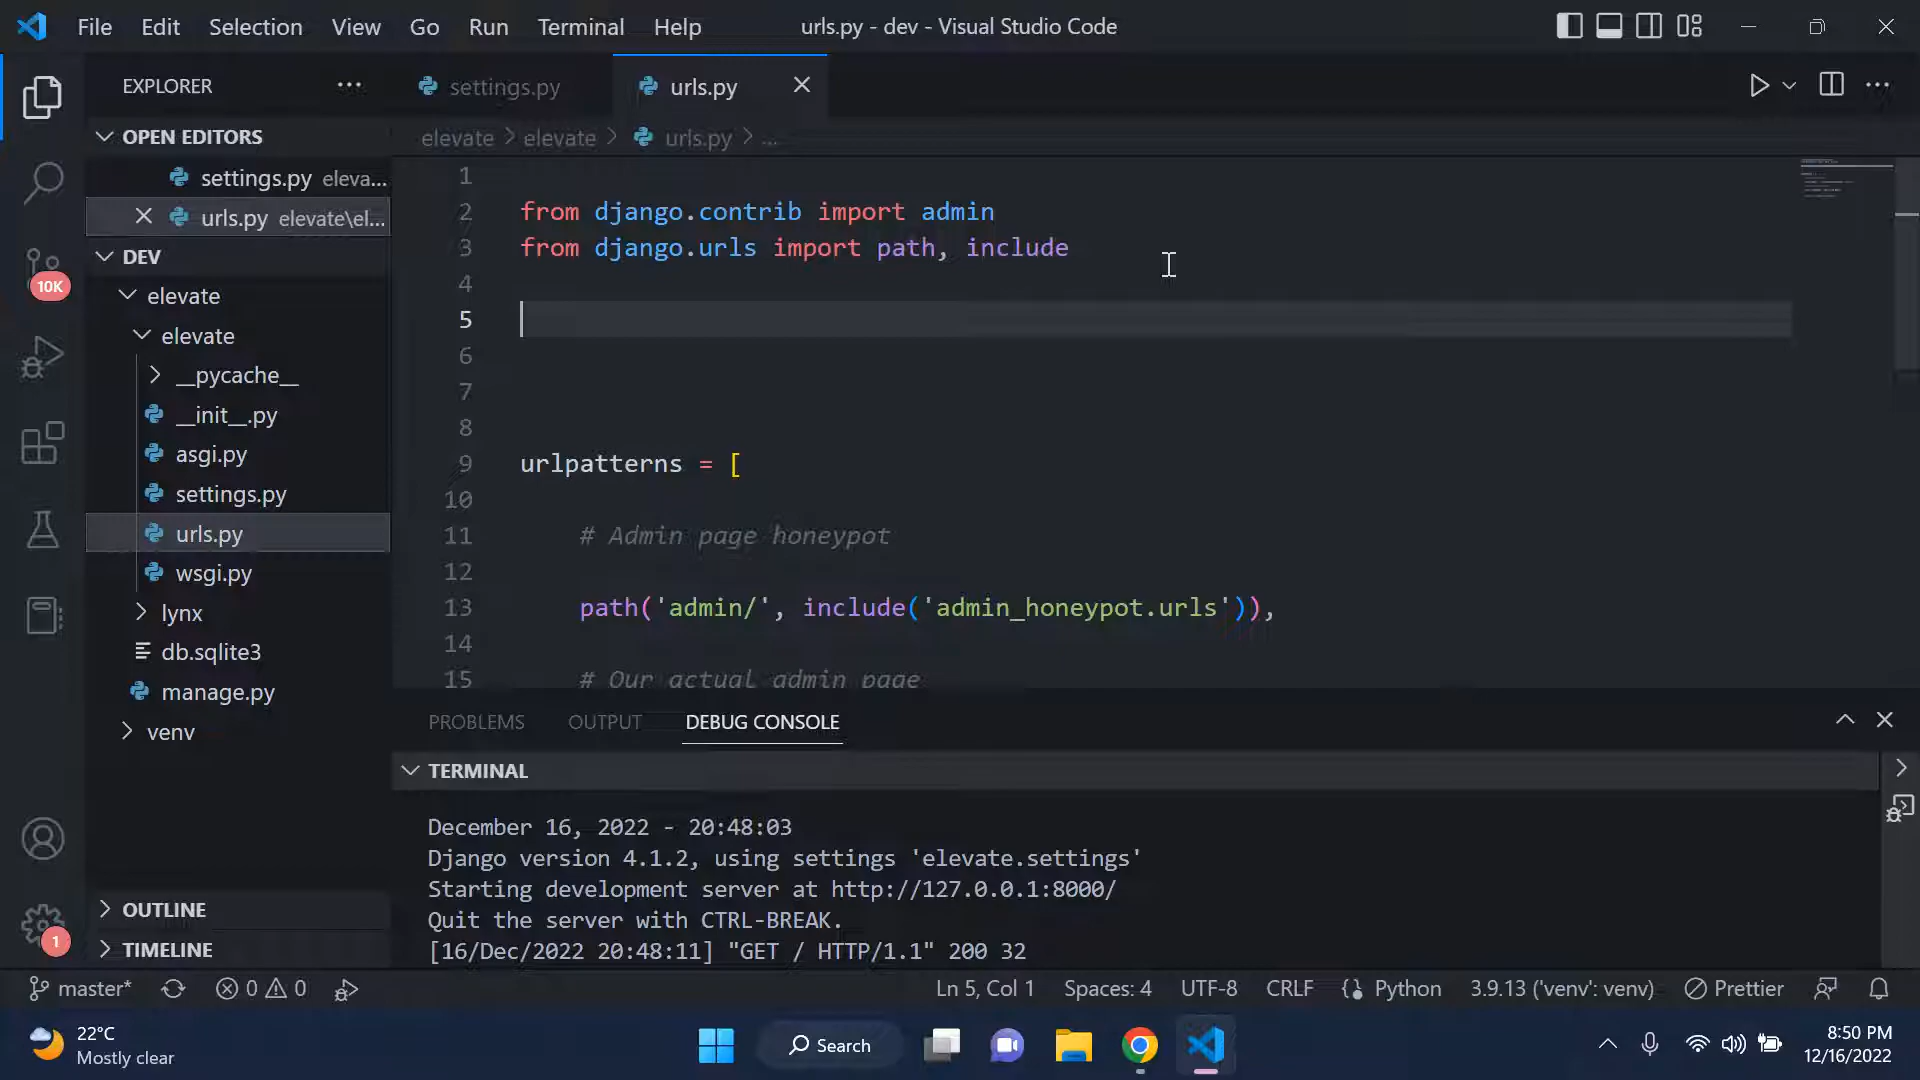 File Edit Selection View Go Run Terminal Help
urls.py - dev - Visual Studio Code
EXPLORER
OPEN EDITORS
settings.py eleva...
urls.py elevate\el...
DEV
elevate
elevate
__pycache__
__init__.py
asgi.py
settings.py
urls.py
wsgi.py
lynx
db.sqlite3
manage.py
venv
OUTLINE
TIMELINE
10K
1
settings.py
urls.py
elevate > elevate > urls.py > ...
1
2 from django.contrib import admin
3 from django.urls import path, include
4
5
6
7
8
9 urlpatterns = [
10
11 # Admin page honeypot
12
13 path('admin/', include('admin_honeypot.urls')),
14
15 # Our actual admin page
PROBLEMS OUTPUT DEBUG CONSOLE
TERMINAL
December 16, 2022 - 20:48:03
Django version 4.1.2, using settings 'elevate.settings'
Starting development server at http://127.0.0.1:8000/
Quit the server with CTRL-BREAK.
[16/Dec/2022 20:48:11] "GET / HTTP/1.1" 200 32
master* 0 0 Ln 5, Col 1 Spaces: 4 UTF-8 CRLF Python 3.9.13 ('venv': venv) Prettier
22°C
Mostly clear
Search
8:50 PM
12/16/2022